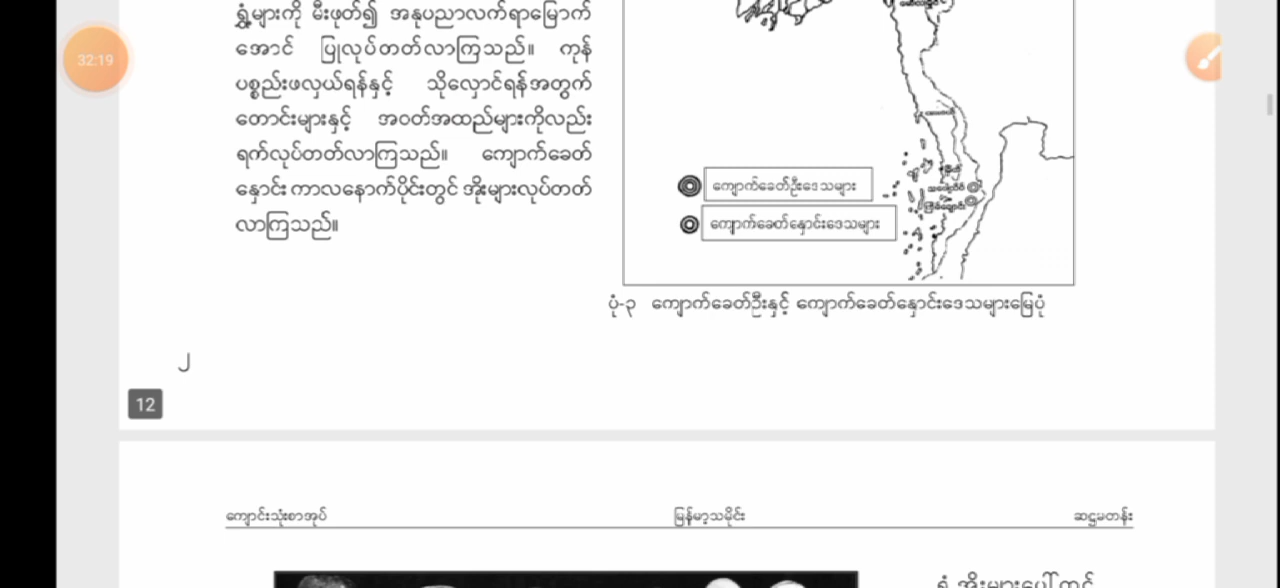 ရွှံ့များကို မီးဖုတ်၍ အနုပညာလက်ရာမြောက်
အောင် ပြုလုပ်တတ်လာကြသည်။ ကုန်
ပစ္စည်းဖလှယ်ရန်နှင့် သိုလှောင်ရန်အတွက်
တောင်းများနှင့် အဝတ်အထည်များကိုလည်း
ရက်လုပ်တတ်လာကြသည်။ ကျောက်ခေတ်
နှောင်း ကာလနောက်ပိုင်းတွင် အိုးများလုပ်တတ်
လာကြသည်။
ကျောက်ခေတ်ဦးဒေသများ
ကျောက်ခေတ်နှောင်းဒေသများ
ပုံ-၃ ကျောက်ခေတ်ဦးနှင့် ကျောက်ခေတ်နှောင်းဒေသများမြေပုံ
၂
12
32:19
ကျောင်းသုံးစာအုပ် မြန်မာ့သမိုင်း ဆဋ္ဌမတန်း